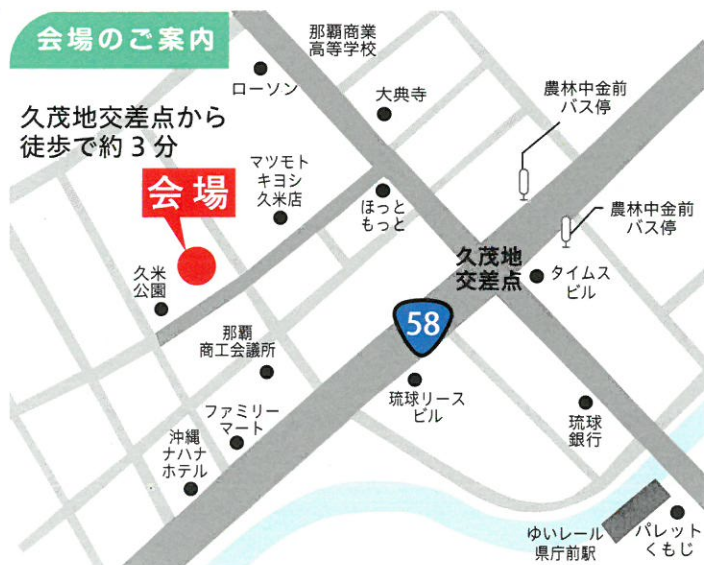 会場のご案内
久茂地交差点から
徒歩で約3分
会場
那覇商業
高等学校
ローソン
大典寺
農林中金前
バス停
マツモト
キヨシ
久米店
ほっと
もっと
農林中金前
バス停
久茂地
交差点
タイムス
ビル
久米
公園
58
那覇
商工会議所
琉球リース
ビル
琉球
銀行
ファミリー
マート
沖縄
ナハナ
ホテル
ゆいレール
県庁前駅
パレット
くもじ